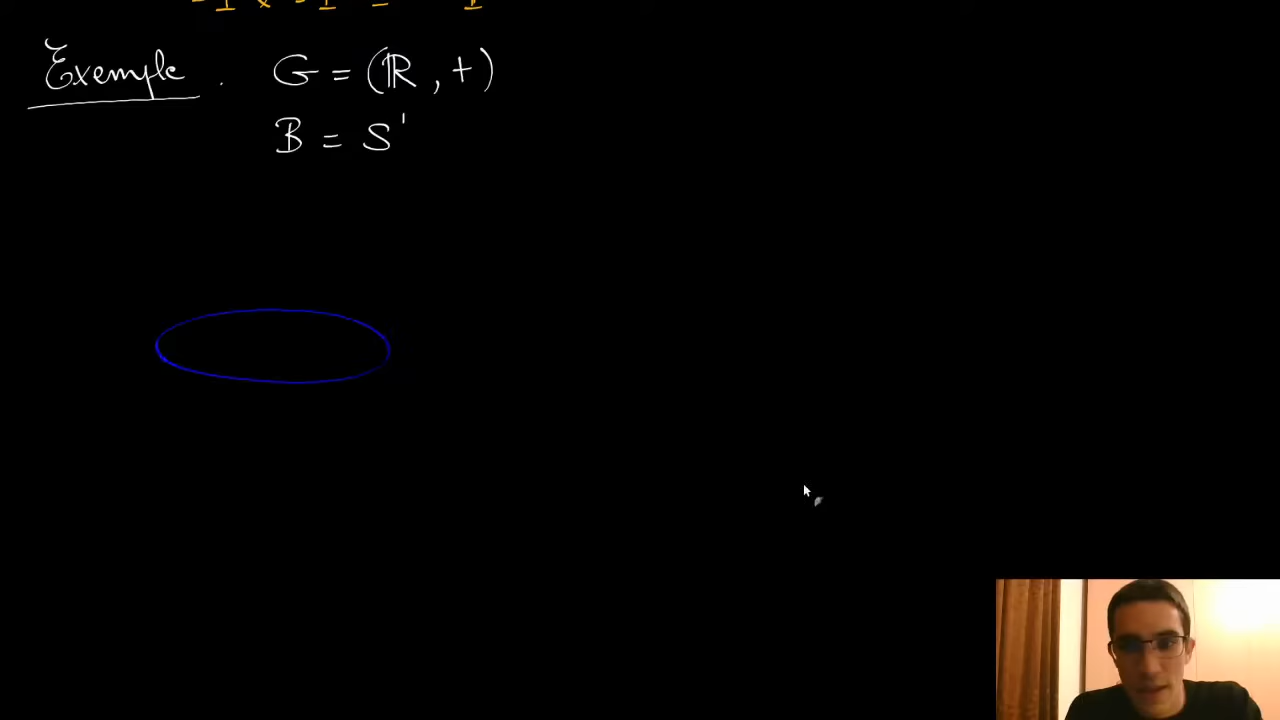 Exemple. G = (ℝ, +)
B = S¹